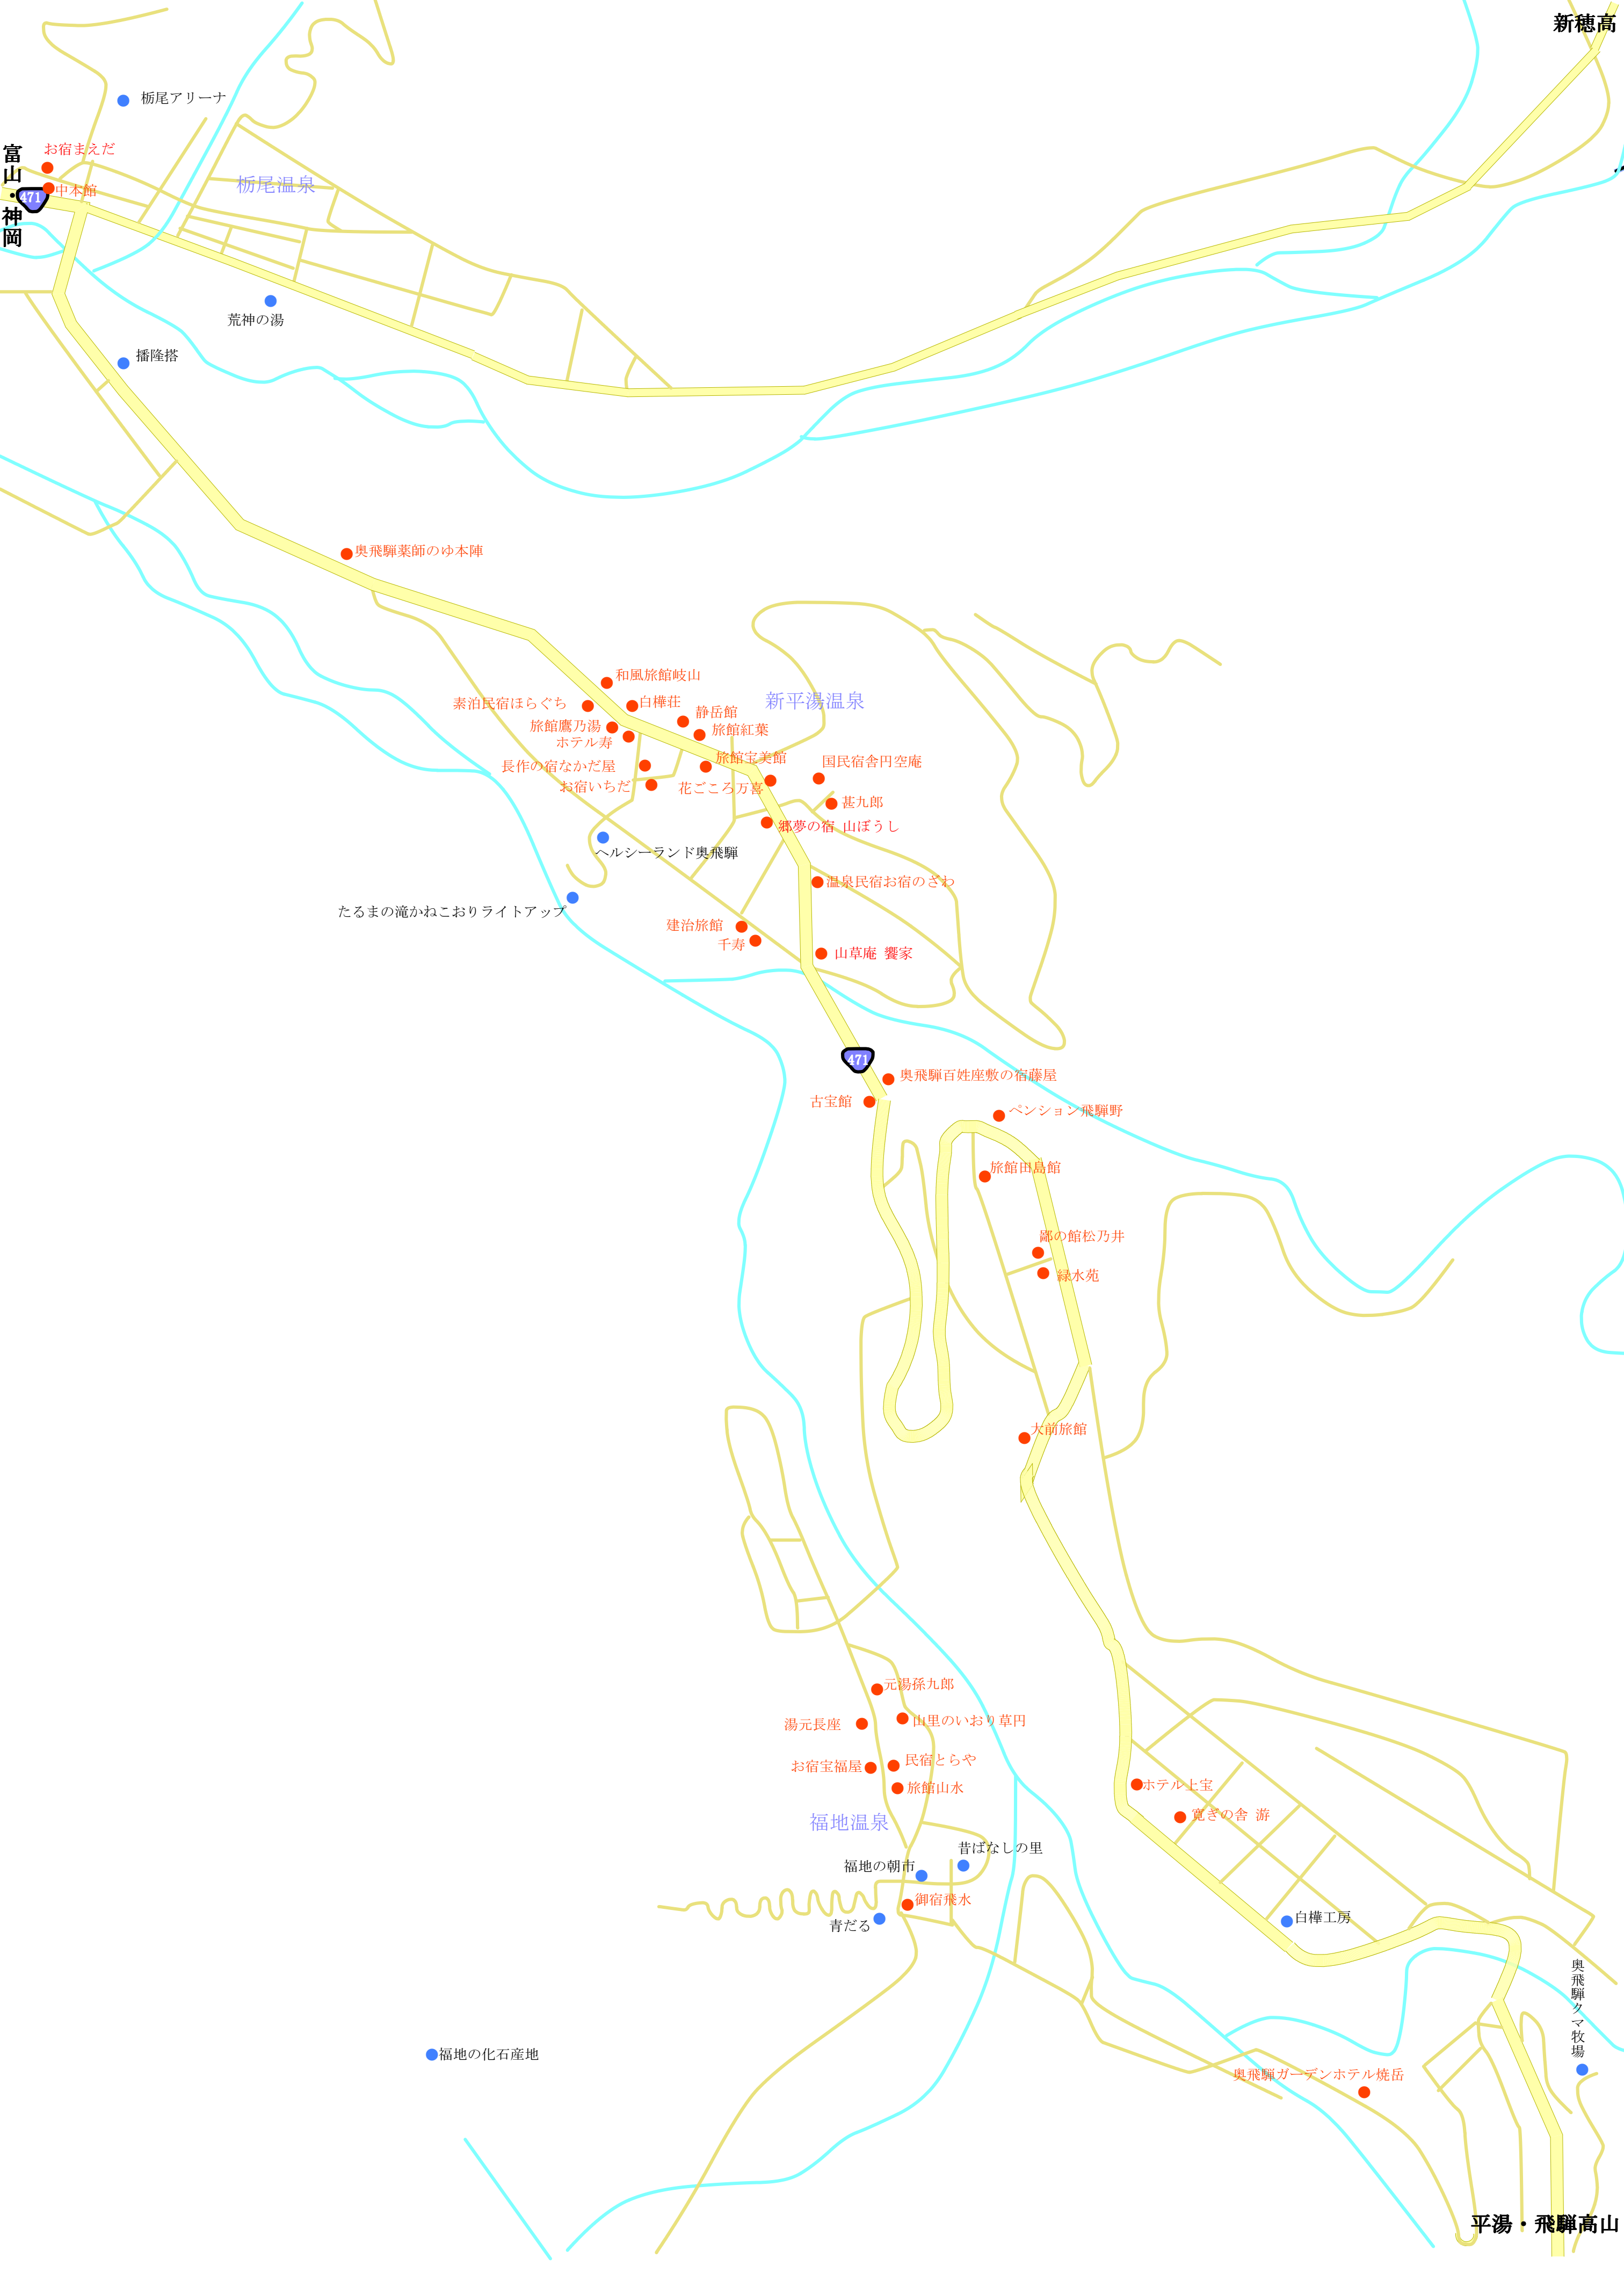 新穂高
栃尾アリーナ
お宿まえだ
富山・神岡
471
中本館
栃尾温泉
荒神の湯
播隆搭
奥飛騨薬師のゆ本陣
和風旅館岐山
素泊民宿ほらぐち
白樺荘
新平湯温泉
静岳館
旅館鷹乃湯
旅館紅葉
ホテル寿
旅館宝美館
国民宿舎円空庵
長作の宿なかだ屋
お宿いちだ
花ごころ万喜
甚九郎
郷夢の宿 山ぼうし
ヘルシーランド奥飛騨
温泉民宿お宿のざわ
たるまの滝かねこおりライトアップ
建治旅館
千寿
山草庵 饗家
471
奥飛騨百姓座敷の宿藤屋
古宝館
ペンション飛騨野
旅館田島館
鄙の館松乃井
緑水苑
大前旅館
元湯孫九郎
湯元長座
山里のいおり草円
お宿宝福屋
民宿とらや
旅館山水
ホテル上宝
寛ぎの舎 游
福地温泉
昔ばなしの里
福地の朝市
御宿飛水
青だる
白樺工房
奥飛騨クマ牧場
福地の化石産地
奥飛騨ガーデンホテル焼岳
平湯・飛騨高山